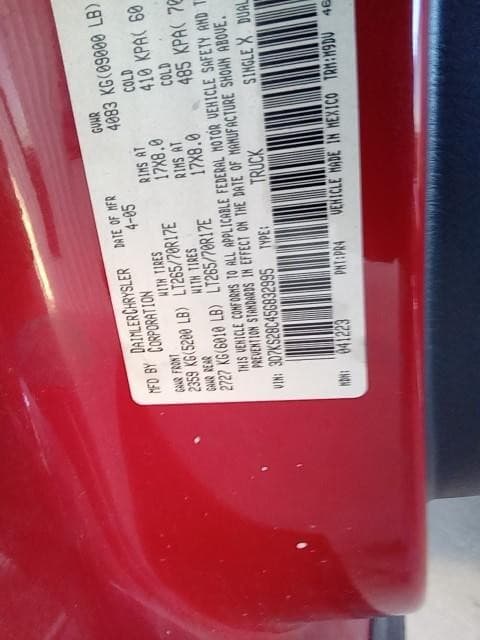 MFD BY DAIMLERCHRYSLER CORPORATION DATE OF MFR 4-05 GVWR 4083 KG(09000 LB)
GAWR FRONT WITH TIRES RIMS AT COLD
2359 KG(5200 LB) LT265/70R17E 17X8.0 410 KPA( 60
GAWR REAR WITH TIRES RIMS AT COLD
2727 KG(6010 LB) LT265/70R17E 17X8.0 485 KPA( 70
THIS VEHICLE CONFORMS TO ALL APPLICABLE FEDERAL MOTOR VEHICLE SAFETY AND T
PREVENTION STANDARDS IN EFFECT ON THE DATE OF MANUFACTURE SHOWN ABOVE.
VIN: 3D7KS28C45G832995 TYPE: TRUCK SINGLE X DUAL
MDH: 041223 PNT:PR4 VEHICLE MADE IN MEXICO TRM:M9DV 46